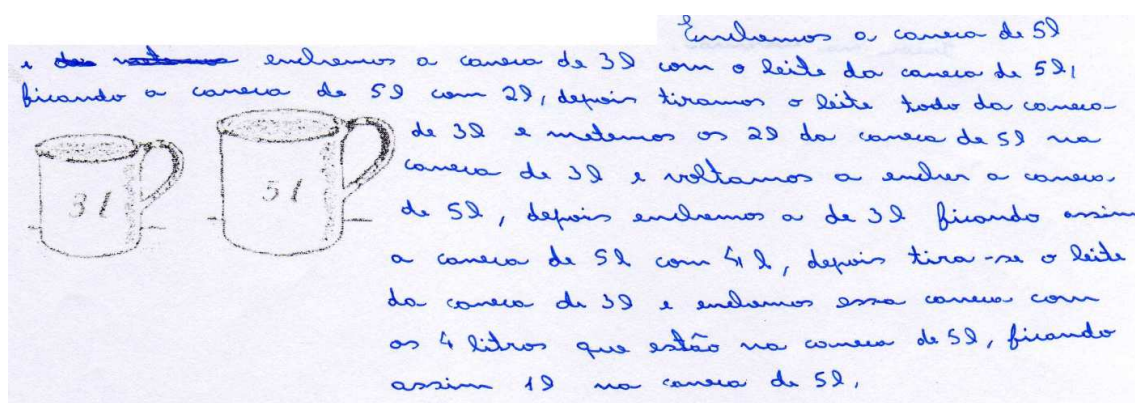 Enchemos a caneca de 5l
e enchemos a caneca de 3l com o leite da caneca de 5l,
ficando a caneca de 5l com 2l, depois tiramos o leite todo da caneca
de 3l e metemos os 2l da caneca de 5l na
caneca de 3l e voltamos a encher a caneca
de 5l, depois enchemos a de 3l ficando assim
a caneca de 5l com 4l, depois tira-se o leite
da caneca de 3l e enchemos essa caneca com
os 4 litros que estão na caneca de 5l, ficando
assim 1l na caneca de 5l.
3l
5l